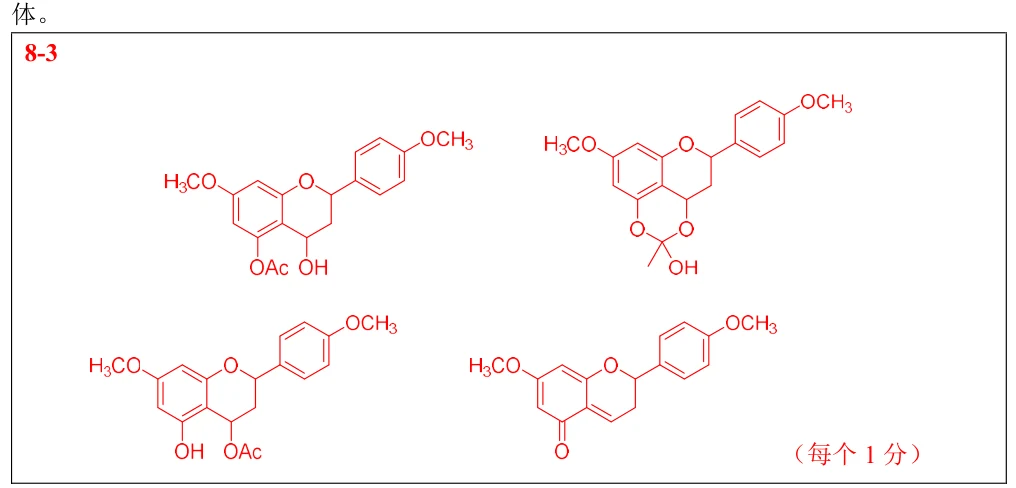 体。
8-3
OCH3
OCH3
H3CO
O
H3CO
O
O
O
OAc
OH
OH
OCH3
OCH3
H3CO
O
H3CO
O
OH
OAc
O
（每个 1 分）